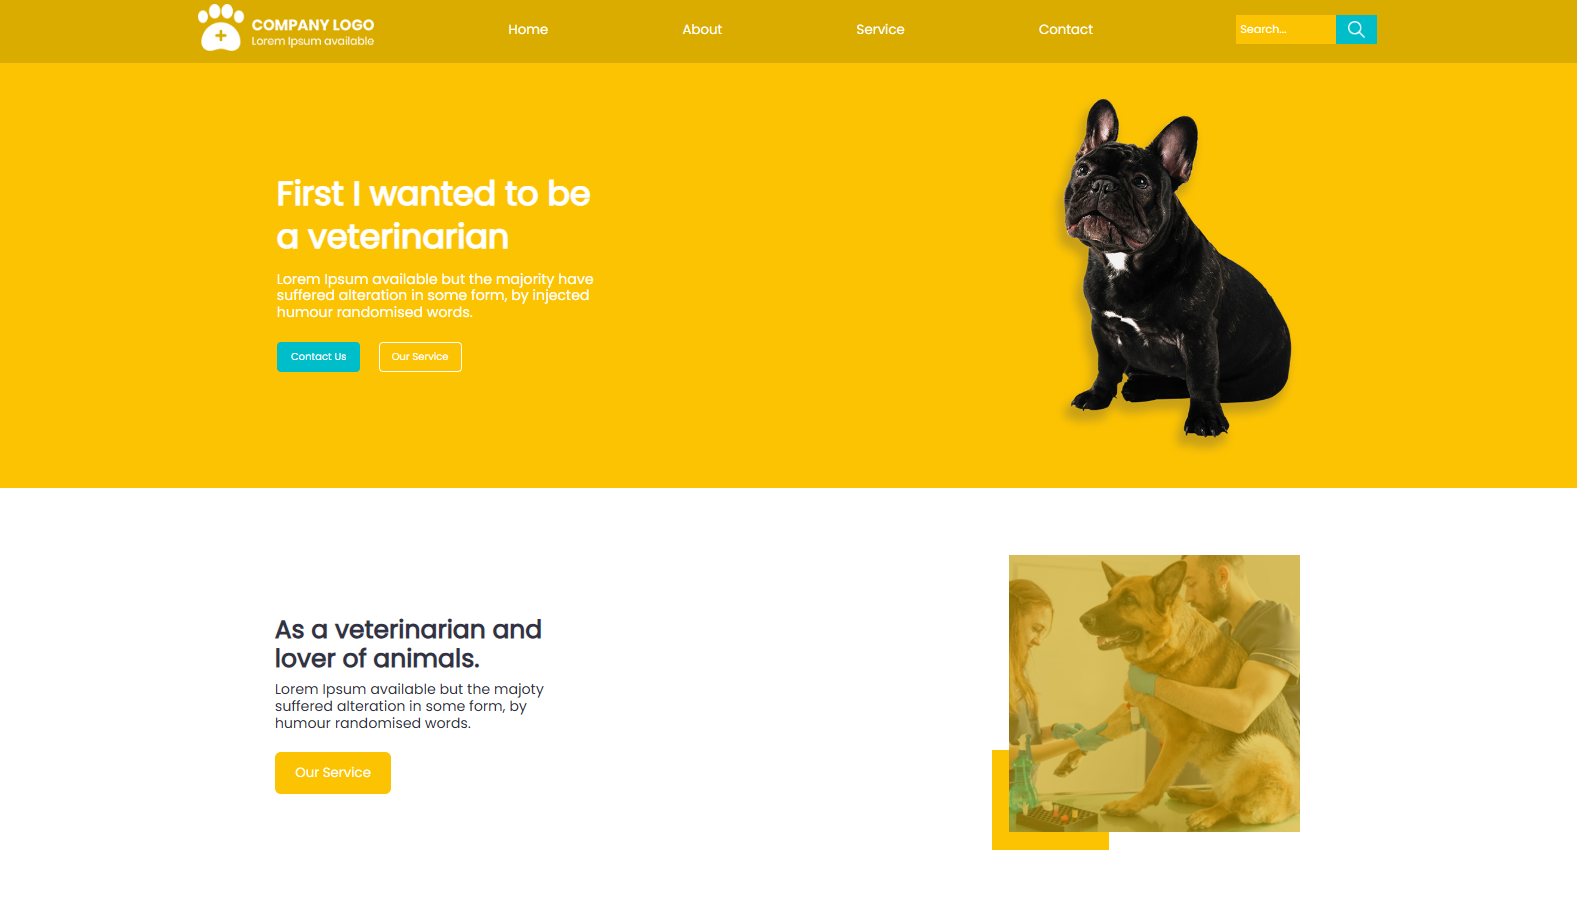 COMPANY LOGO
Lorem Ipsum available
Home
About
Service
Contact
Search...
First I wanted to be
a veterinarian
Lorem Ipsum available but the majority have
suffered alteration in some form, by injected
humour randomised words.
Contact Us
Our Service
As a veterinarian and
lover of animals.
Lorem Ipsum available but the majoty
suffered alteration in some form, by
humour randomised words.
Our Service